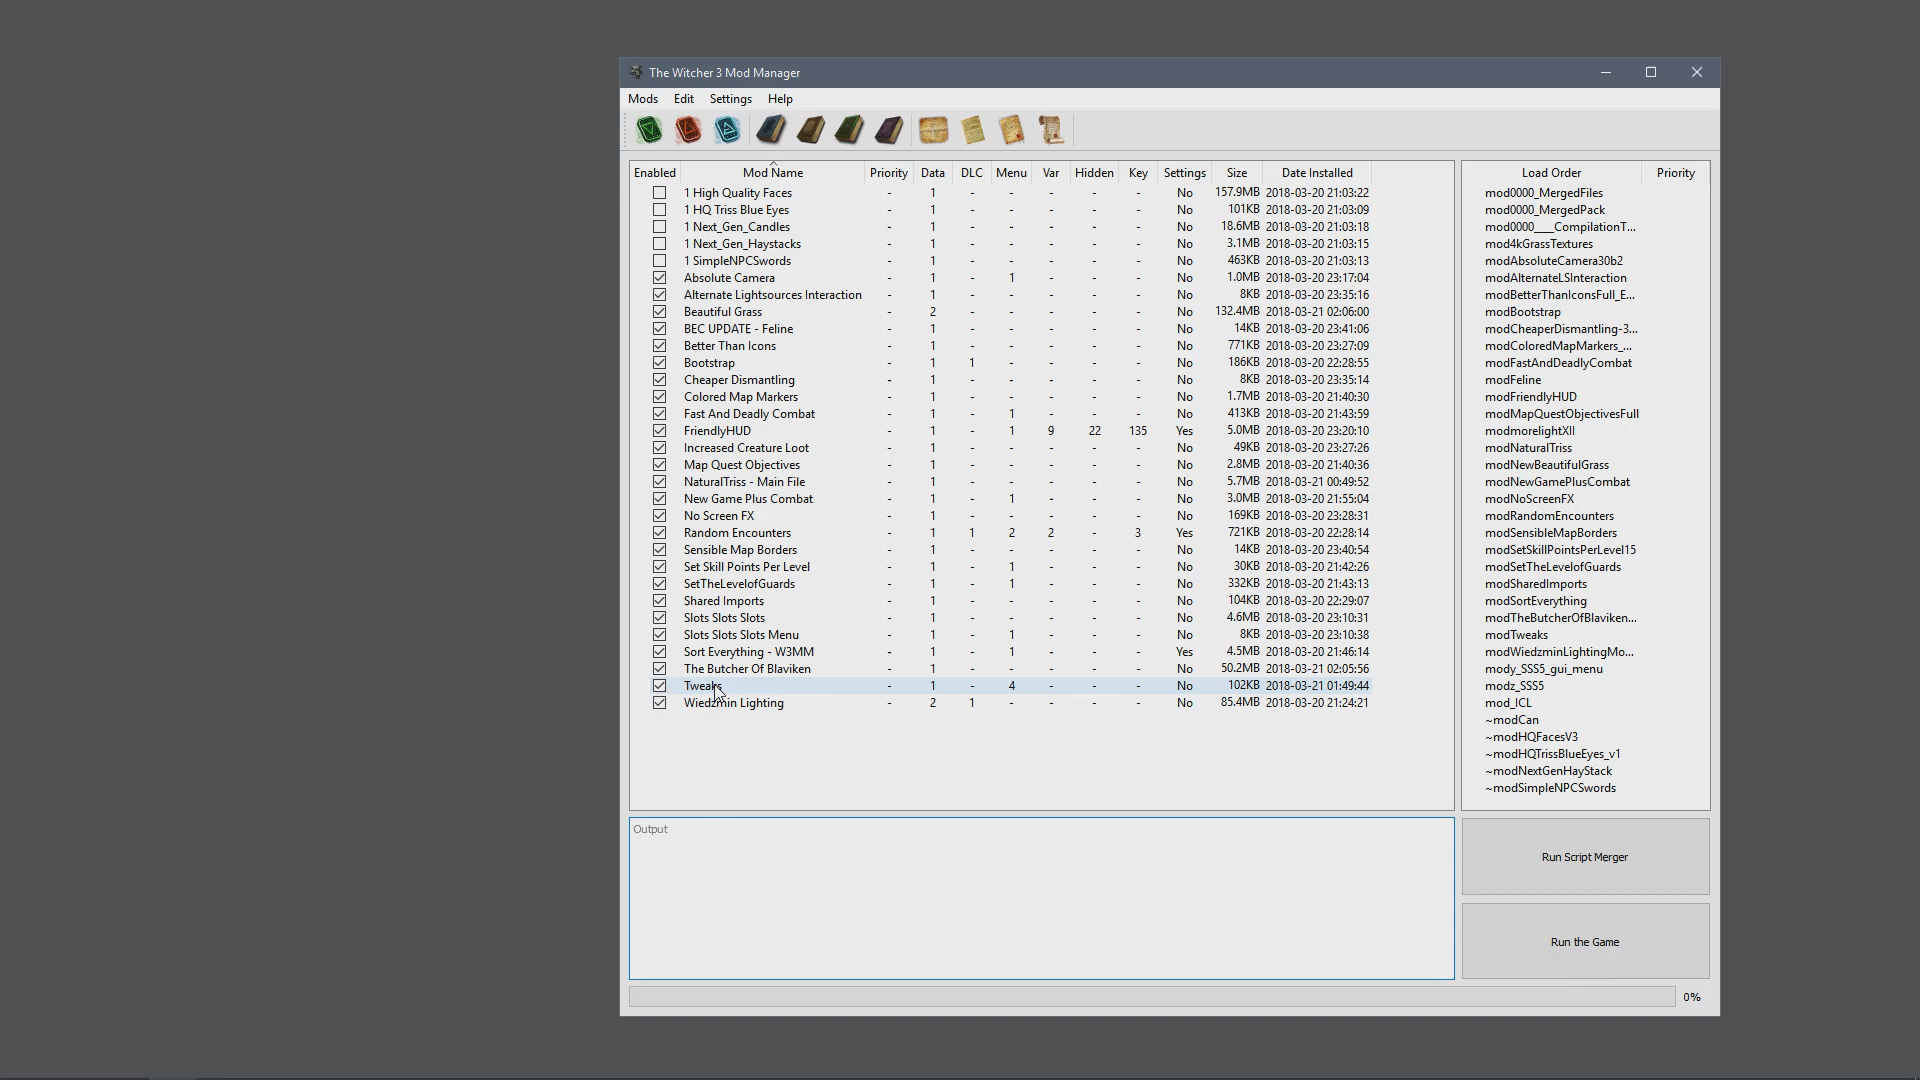 The Witcher 3 Mod Manager
Mods Edit Settings Help
Enabled Mod Name Priority Data DLC Menu Var Hidden Key Settings Size Date Installed
1 High Quality Faces - 1 - - - - - No 157.9MB 2018-03-20 21:03:22
1 HQ Triss Blue Eyes - 1 - - - - - No 101KB 2018-03-20 21:03:09
1 Next_Gen_Candles - 1 - - - - - No 18.6MB 2018-03-20 21:03:18
1 Next_Gen_Haystacks - 1 - - - - - No 3.1MB 2018-03-20 21:03:15
1 SimpleNPCSwords - 1 - - - - - No 463KB 2018-03-20 21:03:13
Absolute Camera - 1 - 1 - - - No 1.0MB 2018-03-20 23:17:04
Alternate Lightsources Interaction - 1 - - - - - No 8KB 2018-03-20 23:35:16
Beautiful Grass - 2 - - - - - No 132.4MB 2018-03-21 02:06:00
BEC UPDATE - Feline - 1 - - - - - No 14KB 2018-03-20 23:41:06
Better Than Icons - 1 - - - - - No 771KB 2018-03-20 23:27:09
Bootstrap - 1 1 - - - - No 186KB 2018-03-20 22:28:55
Cheaper Dismantling - 1 - - - - - No 8KB 2018-03-20 23:35:14
Colored Map Markers - 1 - - - - - No 1.7MB 2018-03-20 21:40:30
Fast And Deadly Combat - 1 - 1 - - - No 413KB 2018-03-20 21:43:59
FriendlyHUD - 1 - 1 9 22 135 Yes 5.0MB 2018-03-20 23:20:10
Increased Creature Loot - 1 - - - - - No 49KB 2018-03-20 23:27:26
Map Quest Objectives - 1 - - - - - No 2.8MB 2018-03-20 21:40:36
NaturalTriss - Main File - 1 - - - - - No 5.7MB 2018-03-21 00:49:52
New Game Plus Combat - 1 - 1 - - - No 3.0MB 2018-03-20 21:55:04
No Screen FX - 1 - - - - - No 169KB 2018-03-20 23:28:31
Random Encounters - 1 1 2 2 - 3 Yes 721KB 2018-03-20 22:28:14
Sensible Map Borders - 1 - - - - - No 14KB 2018-03-20 23:40:54
Set Skill Points Per Level - 1 - 1 - - - No 30KB 2018-03-20 21:42:26
SetTheLevelofGuards - 1 - 1 - - - No 332KB 2018-03-20 21:43:13
Shared Imports - 1 - - - - - No 104KB 2018-03-20 22:29:07
Slots Slots Slots - 1 - - - - - No 4.6MB 2018-03-20 23:10:31
Slots Slots Slots Menu - 1 - 1 - - - No 8KB 2018-03-20 23:10:38
Sort Everything - W3MM - 1 - 1 - - - Yes 4.5MB 2018-03-20 21:46:14
The Butcher Of Blaviken - 1 - - - - - No 50.2MB 2018-03-21 02:05:56
Tweaks - 1 - 4 - - - No 102KB 2018-03-21 01:49:44
Wiedzmin Lighting - 2 1 - - - - No 85.4MB 2018-03-20 21:24:21
Load Order Priority
mod0000_MergedFiles
mod0000_MergedPack
mod0000____CompilationT...
mod4kGrassTextures
modAbsoluteCamera30b2
modAlternateLSInteraction
modBetterThanIconsFull_E...
modBootstrap
modCheaperDismantling-3...
modColoredMapMarkers_...
modFastAndDeadlyCombat
modFeline
modFriendlyHUD
modMapQuestObjectivesFull
modmorelightXII
modNaturalTriss
modNewBeautifulGrass
modNewGamePlusCombat
modNoScreenFX
modRandomEncounters
modSensibleMapBorders
modSetSkillPointsPerLevel15
modSetTheLevelofGuards
modSharedImports
modSortEverything
modTheButcherOfBlaviken...
modTweaks
modWiedzminLightingMo...
mody_SSS5_gui_menu
modz_SSS5
mod_ICL
~modCan
~modHQFacesV3
~modHQTrissBlueEyes_v1
~modNextGenHayStack
~modSimpleNPCSwords
Output
Run Script Merger
Run the Game
0%